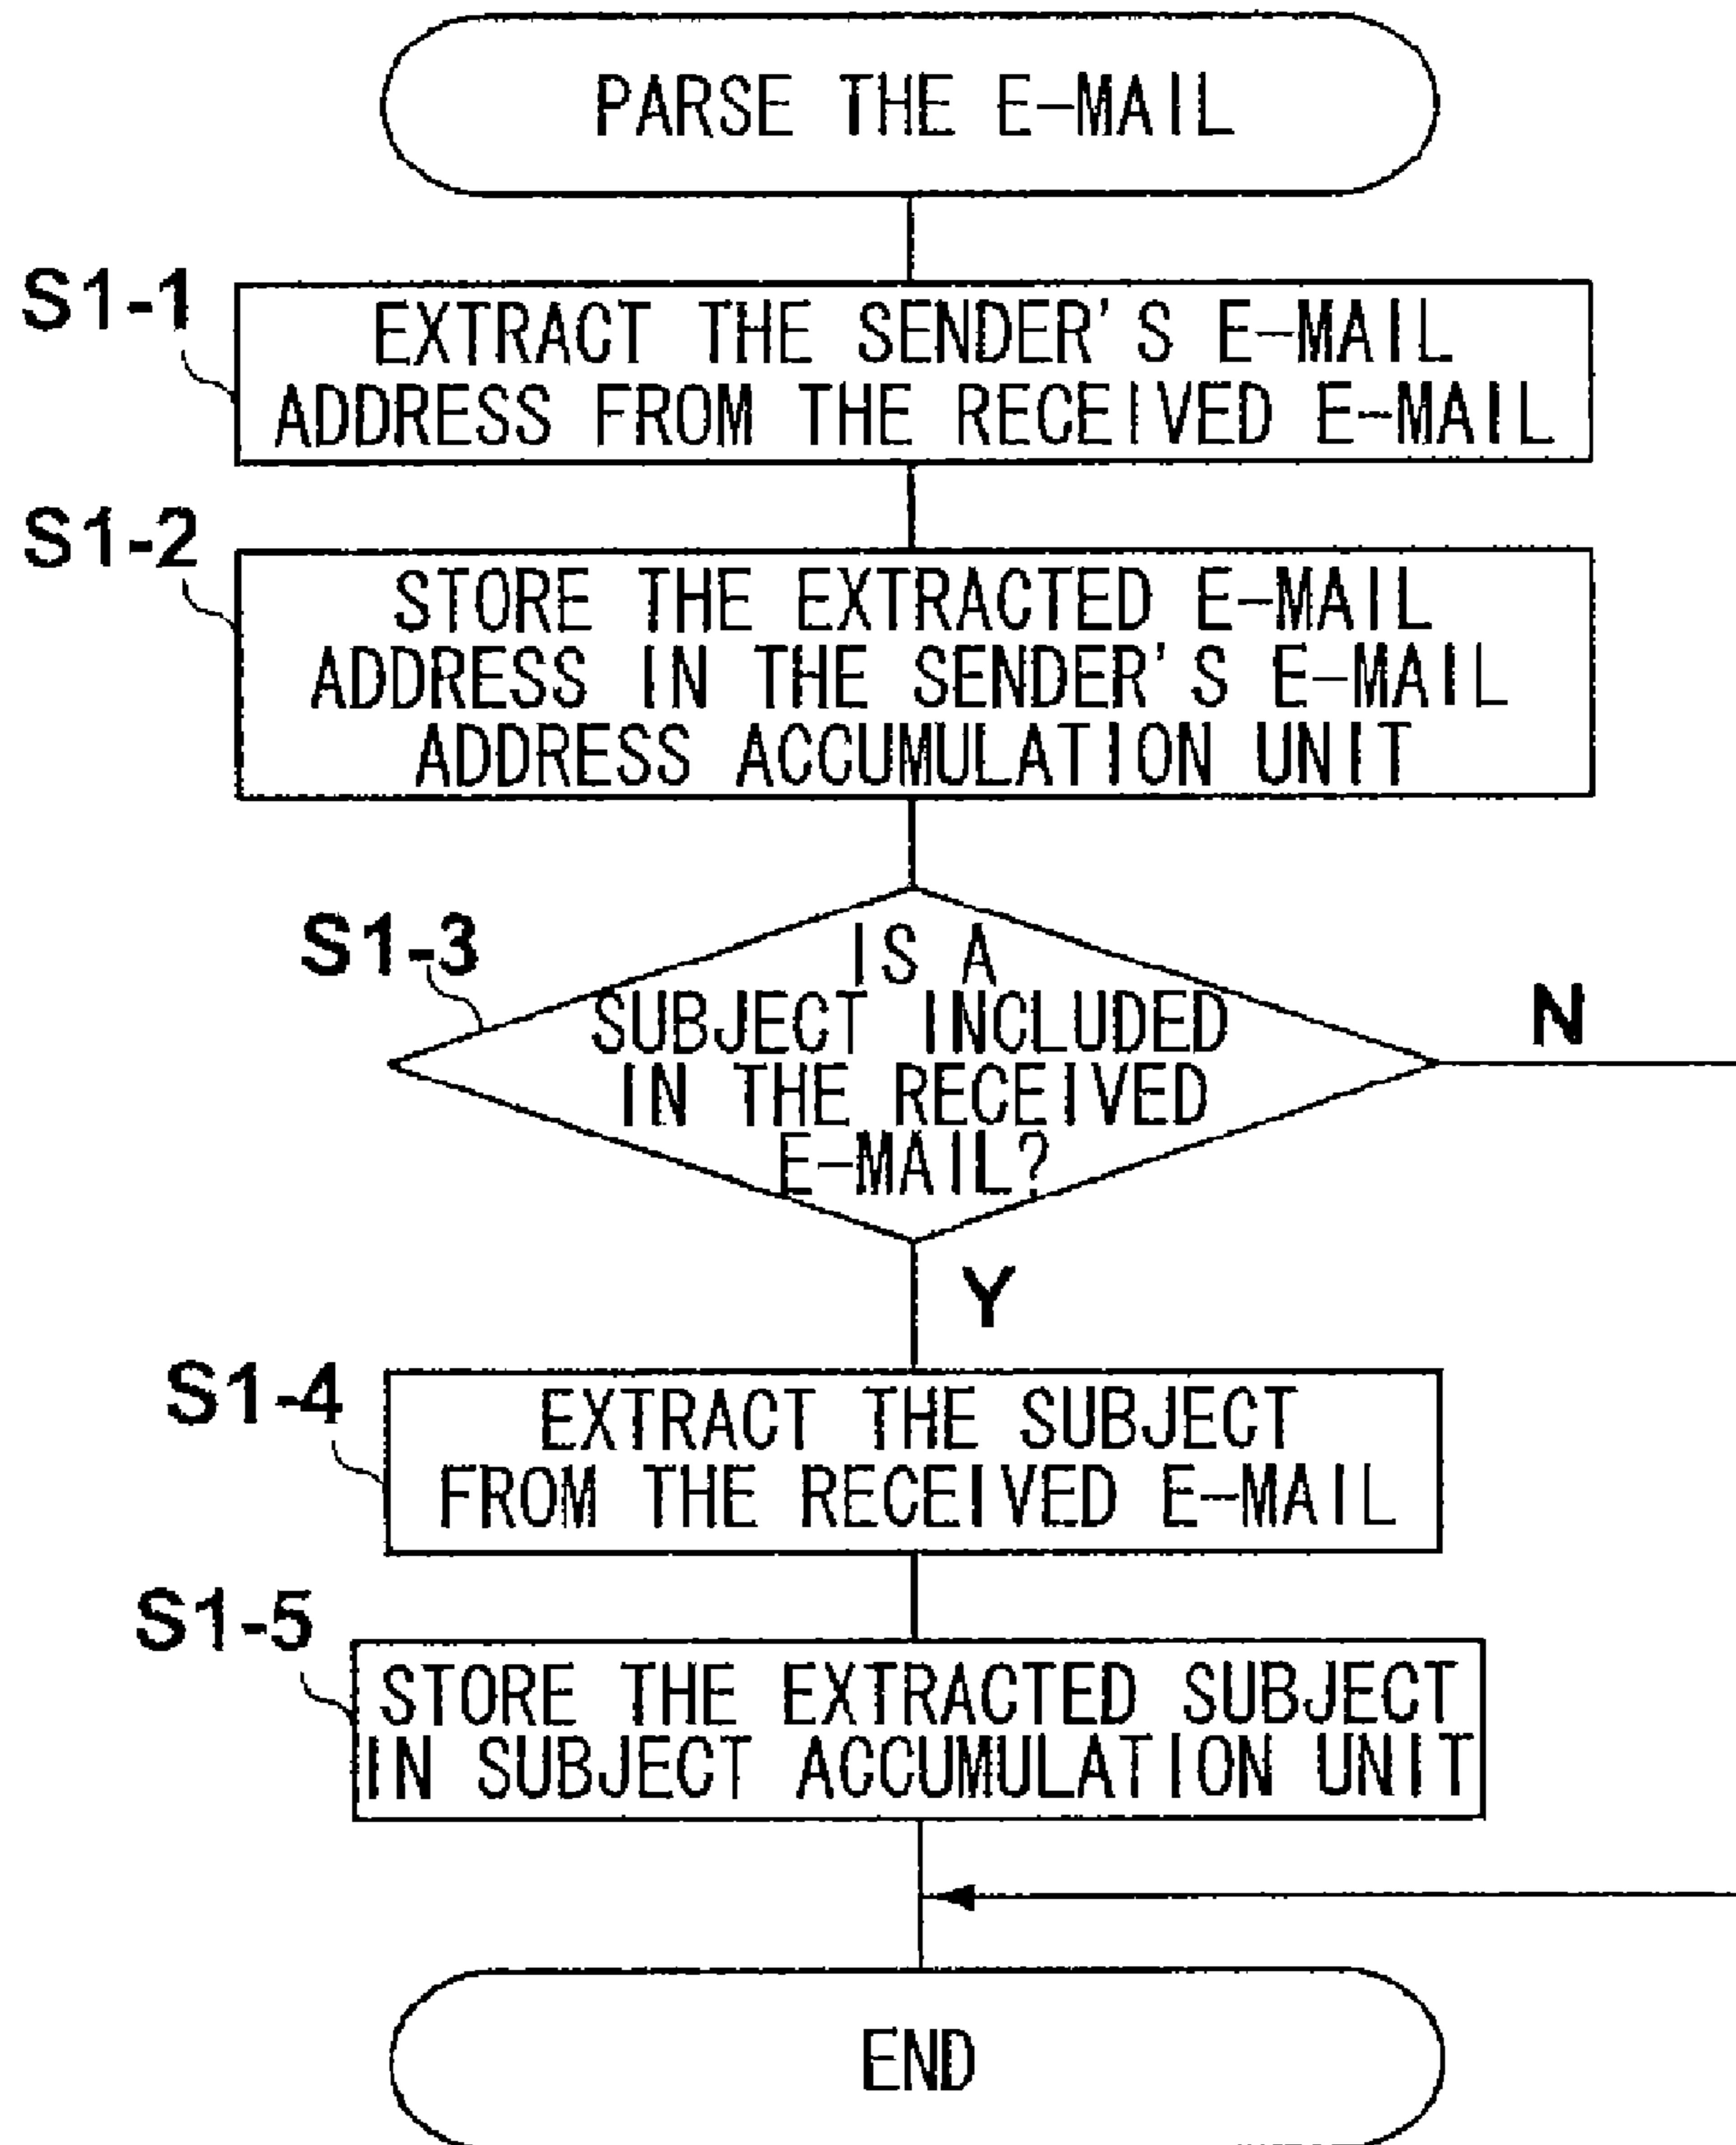 PARSE THE E-MAIL
S1-1
EXTRACT THE SENDER'S E-MAIL
ADDRESS FROM THE RECEIVED E-MAIL
S1-2
STORE THE EXTRACTED E-MAIL
ADDRESS IN THE SENDER'S E-MAIL
ADDRESS ACCUMULATION UNIT
S1-3
IS A
SUBJECT INCLUDED
IN THE RECEIVED
E-MAIL?
N
Y
S1-4
EXTRACT THE SUBJECT
FROM THE RECEIVED E-MAIL
S1-5
STORE THE EXTRACTED SUBJECT
IN SUBJECT ACCUMULATION UNIT
END